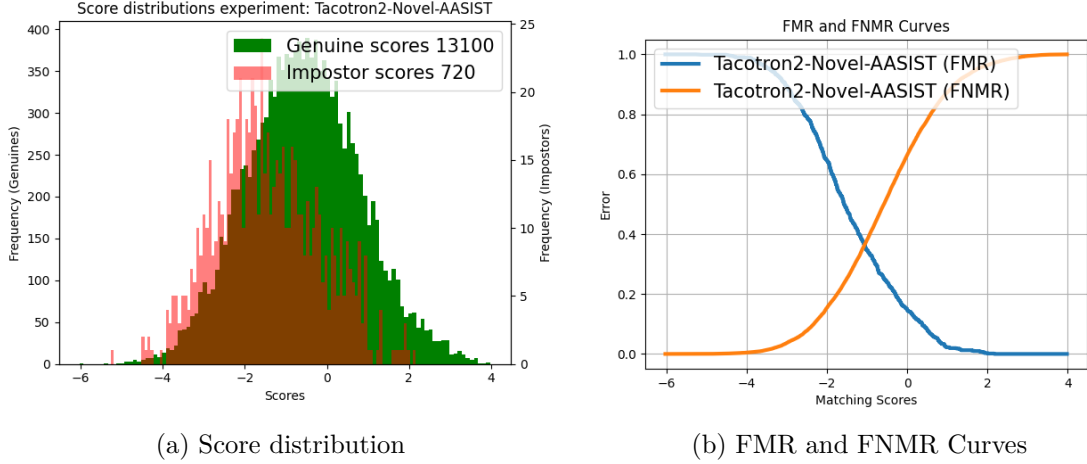 Score distributions experiment: Tacotron2-Novel-AASIST
Genuine scores 13100
Impostor scores 720
Frequency (Genuines)
400
350
300
250
200
150
100
50
0
Frequency (Impostors)
25
20
15
10
5
0
−6 −4 −2 0 2 4
Scores
(a) Score distribution
FMR and FNMR Curves
Tacotron2-Novel-AASIST (FMR)
Tacotron2-Novel-AASIST (FNMR)
Error
1.0
0.8
0.6
0.4
0.2
0.0
−6 −4 −2 0 2 4
Matching Scores
(b) FMR and FNMR Curves